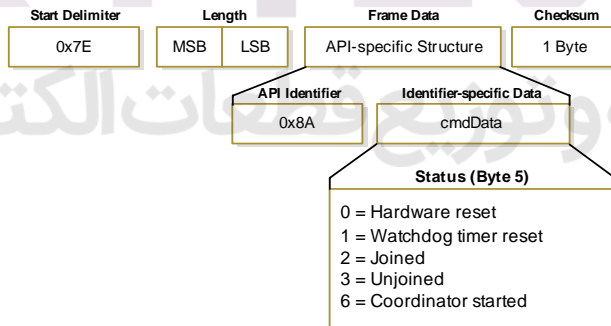 Start Delimiter Length Frame Data Checksum
0x7E MSB LSB API-specific Structure 1 Byte
API Identifier Identifier-specific Data
0x8A cmdData
Status (Byte 5)
0 = Hardware reset
1 = Watchdog timer reset
2 = Joined
3 = Unjoined
6 = Coordinator started